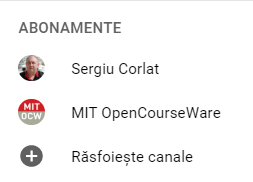 ABONAMENTE
Sergiu Corlat
MIT
OCW
MIT OpenCourseWare
Răsfoiește canale